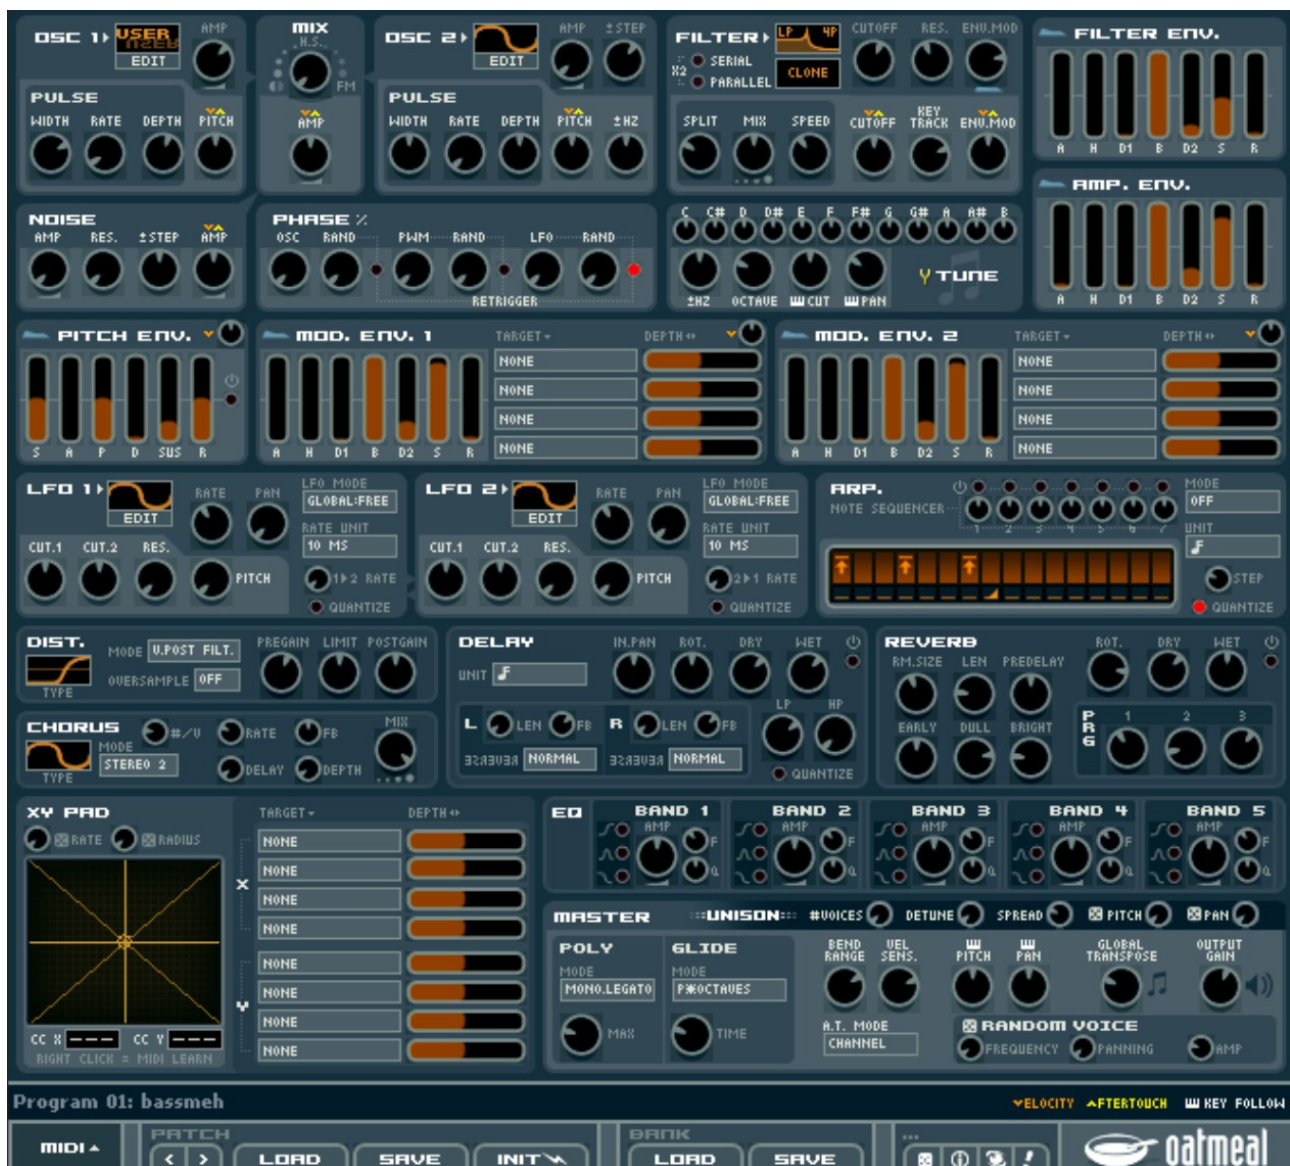 OSC 1
USER
EDIT
AMP
MIX
H.S.
FM
AMP
OSC 2
EDIT
AMP
±STEP
PULSE
WIDTH RATE DEPTH PITCH
PULSE
WIDTH RATE DEPTH PITCH ±HZ
FILTER
LP 4P
CLONE
X2
SERIAL
PARALLEL
CUTOFF RES. ENV.MOD
SPLIT MIX SPEED
CUTOFF KEY TRACK ENV.MOD
FILTER ENV.
A H D1 B D2 S R
AMP. ENV.
A H D1 B D2 S R
NOISE
AMP RES. ±STEP AMP
PHASE %
OSC RAND PWM RAND LFO RAND
RETRIGGER
C C# D D# E F F# G G# A A# B
±HZ OCTAVE CUT PAN
TUNE
PITCH ENV.
S A P D SUS R
MOD. ENV. 1
A H D1 B D2 S R
TARGET DEPTH
NONE
NONE
NONE
NONE
MOD. ENV. 2
A H D1 B D2 S R
TARGET DEPTH
NONE
NONE
NONE
NONE
LFO 1
EDIT
RATE PAN
LFO MODE
GLOBAL:FREE
RATE UNIT
10 MS
CUT.1 CUT.2 RES. PITCH
1▸2 RATE
QUANTIZE
LFO 2
EDIT
RATE PAN
LFO MODE
GLOBAL:FREE
RATE UNIT
10 MS
CUT.1 CUT.2 RES. PITCH
2▸1 RATE
QUANTIZE
ARP.
NOTE SEQUENCER
1 2 3 4 5 6 7
MODE
OFF
UNIT
STEP
QUANTIZE
DIST.
TYPE
MODE V.POST FILT.
OVERSAMPLE OFF
PREGAIN LIMIT POSTGAIN
CHORUS
TYPE
MODE
STEREO 2
#/V RATE FB
DELAY DEPTH
MIX
DELAY
UNIT
IN.PAN ROT. DRY WET
L LEN FB
REVERSE NORMAL
R LEN FB
REVERSE NORMAL
LP HP
QUANTIZE
REVERB
RM.SIZE LEN PREDELAY
EARLY DULL BRIGHT
ROT. DRY WET
PRG
1 2 3
XY PAD
RATE RADIUS
CC X --- CC Y ---
RIGHT CLICK = MIDI LEARN
TARGET DEPTH
X
NONE
NONE
NONE
NONE
Y
NONE
NONE
NONE
NONE
EQ
BAND 1
AMP F Q
BAND 2
AMP F Q
BAND 3
AMP F Q
BAND 4
AMP F Q
BAND 5
AMP F Q
MASTER
UNISON #VOICES DETUNE SPREAD PITCH PAN
POLY
MODE
MONO.LEGATO
MAX
GLIDE
MODE
P*OCTAVES
TIME
BEND RANGE
VEL SENS.
PITCH
PAN
GLOBAL TRANSPOSE
OUTPUT GAIN
A.T. MODE
CHANNEL
RANDOM VOICE
FREQUENCY PANNING AMP
Program 01: bassmeh
VELOCITY AFTERTOUCH KEY FOLLOW
MIDI
PATCH
< > LOAD SAVE INIT
BANK
LOAD SAVE
...
oatmeal